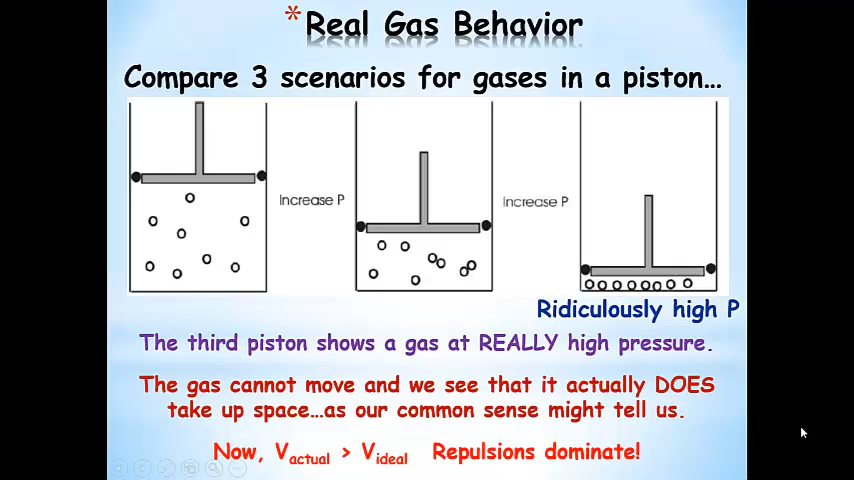 *Real Gas Behavior
Compare 3 scenarios for gases in a piston…
Increase P
Increase P
Ridiculously high P
The third piston shows a gas at REALLY high pressure.
The gas cannot move and we see that it actually DOES
take up space…as our common sense might tell us.
Now, Vactual > Videal Repulsions dominate!